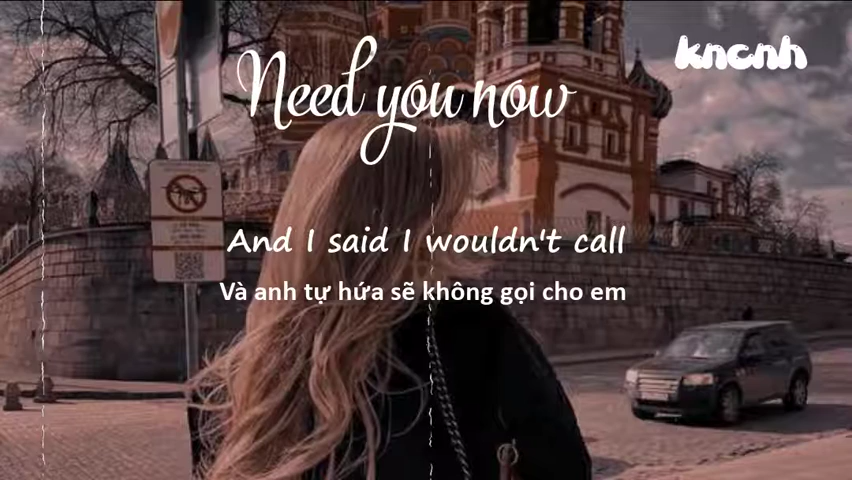 kncnh
Need you now
And I said I wouldn't call
Và anh tự hứa sẽ không gọi cho em